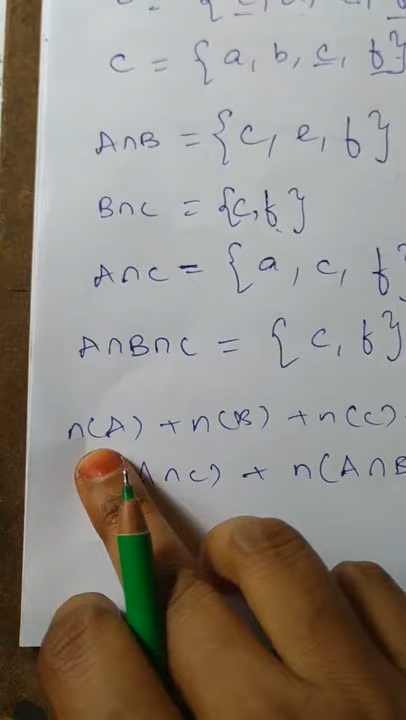 C = {a, b, c, f}
A∩B = {c, e, f}
B∩C = {c, f}
A∩C = {a, c, f}
A∩B∩C = {c, f}
n(A) + n(B) + n(C)
A∩C) + n(A∩B